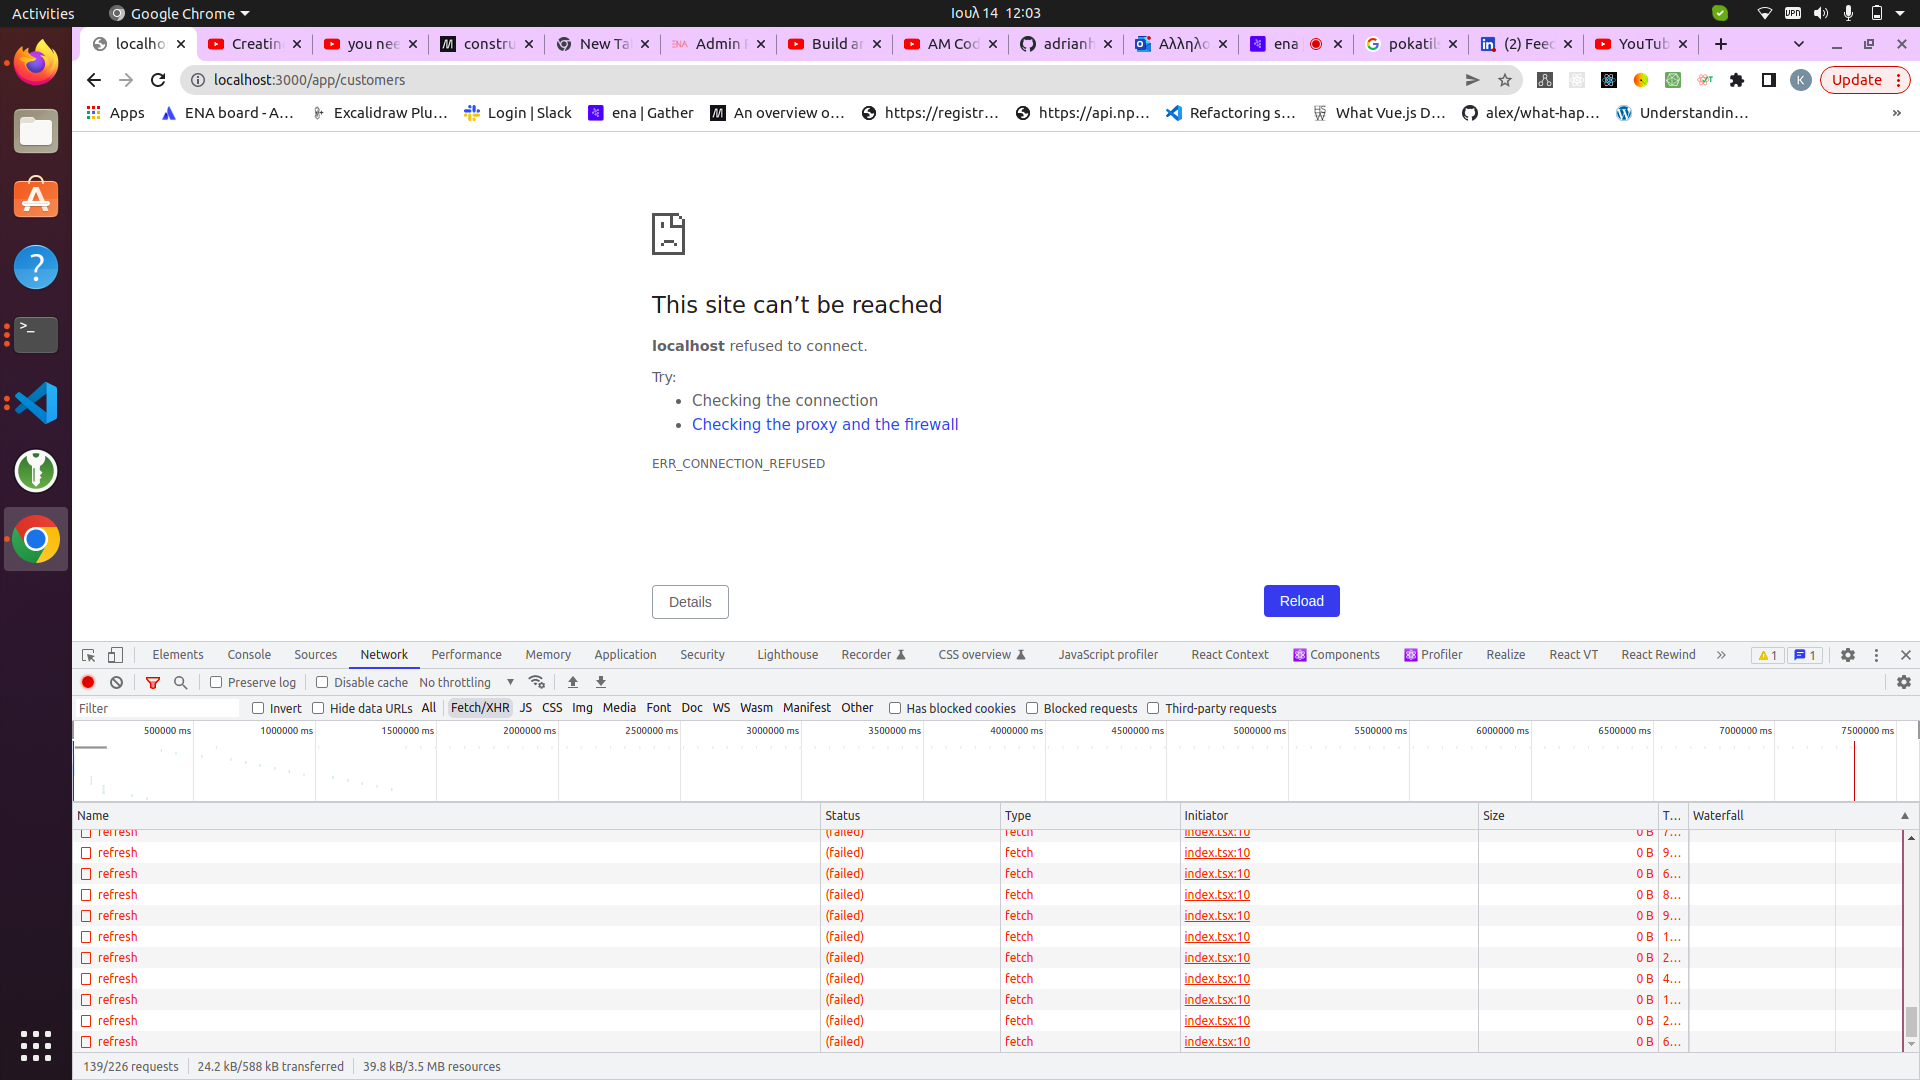 Activities
Google Chrome
Ιουλ 14 12:03
VPN
localho
Creatin
you nee
constru
New Ta
Admin
Build ar
AM Cod
adrianh
Αλληλο
ena
pokatil
(2) Feed
YouTub
localhost:3000/app/customers
K
Update
Apps
ENA board - A…
Excalidraw Plu…
Login | Slack
ena | Gather
An overview o…
https://registr…
https://api.np…
Refactoring s…
What Vue.js D…
alex/what-hap…
Understandin…
»
This site can’t be reached
localhost refused to connect.
Try:
• Checking the connection
• Checking the proxy and the firewall
ERR_CONNECTION_REFUSED
Details
Reload
Elements
Console
Sources
Network
Performance
Memory
Application
Security
Lighthouse
Recorder
CSS overview
JavaScript profiler
React Context
Components
Profiler
Realize
React VT
React Rewind
»
1
1
Preserve log
Disable cache
No throttling
Filter
Invert
Hide data URLs
All
Fetch/XHR
JS
CSS
Img
Media
Font
Doc
WS
Wasm
Manifest
Other
Has blocked cookies
Blocked requests
Third-party requests
500000 ms
1000000 ms
1500000 ms
2000000 ms
2500000 ms
3000000 ms
3500000 ms
4000000 ms
4500000 ms
5000000 ms
5500000 ms
6000000 ms
6500000 ms
7000000 ms
7500000 ms
Name Status Type Initiator Size T… Waterfall
refresh (failed) fetch index.tsx:10 0 B 7…
refresh (failed) fetch index.tsx:10 0 B 9…
refresh (failed) fetch index.tsx:10 0 B 6…
refresh (failed) fetch index.tsx:10 0 B 8…
refresh (failed) fetch index.tsx:10 0 B 9…
refresh (failed) fetch index.tsx:10 0 B 1…
refresh (failed) fetch index.tsx:10 0 B 2…
refresh (failed) fetch index.tsx:10 0 B 4…
refresh (failed) fetch index.tsx:10 0 B 1…
refresh (failed) fetch index.tsx:10 0 B 2…
refresh (failed) fetch index.tsx:10 0 B 6…
139/226 requests
24.2 kB/588 kB transferred
39.8 kB/3.5 MB resources